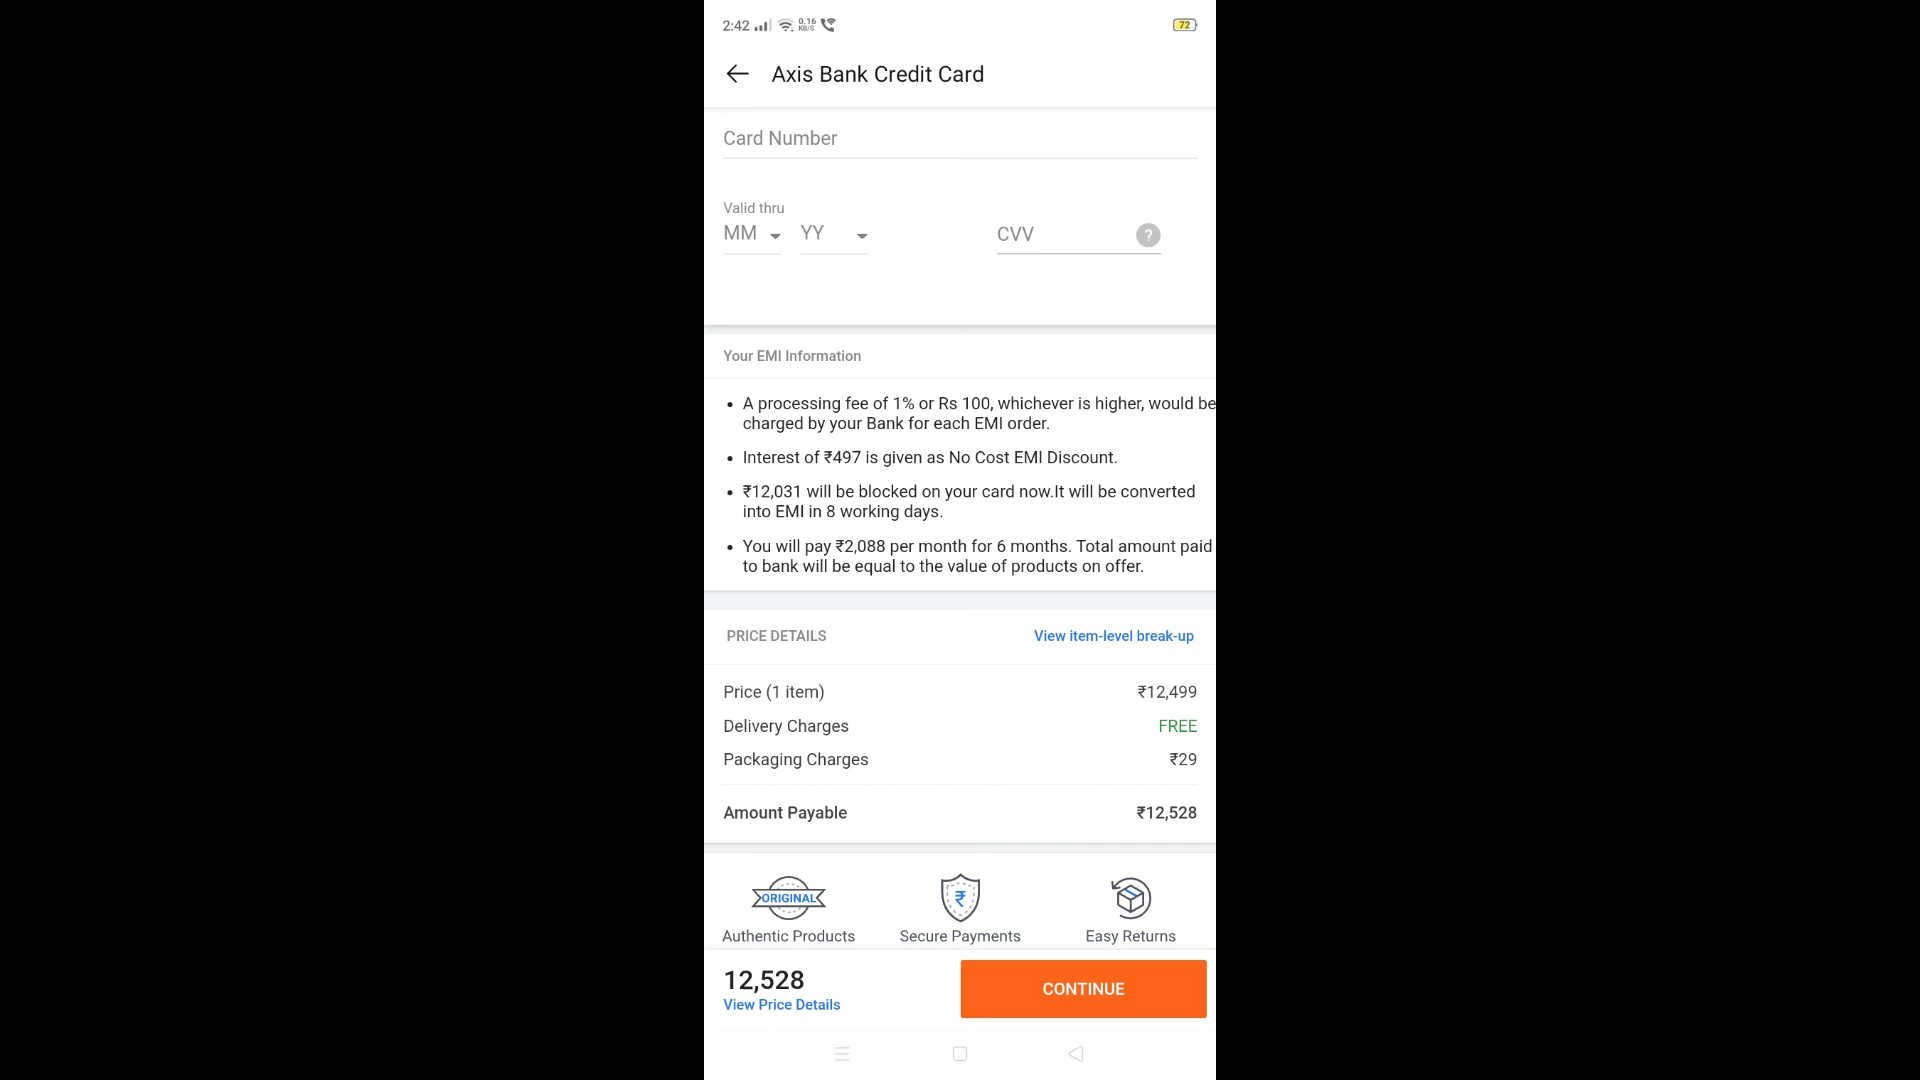 2:42 0.16 KB/S 72
Axis Bank Credit Card
Card Number
Valid thru
MM YY CVV ?
Your EMI Information
• A processing fee of 1% or Rs 100, whichever is higher, would be
charged by your Bank for each EMI order.
• Interest of ₹497 is given as No Cost EMI Discount.
• ₹12,031 will be blocked on your card now.It will be converted
into EMI in 8 working days.
• You will pay ₹2,088 per month for 6 months. Total amount paid
to bank will be equal to the value of products on offer.
PRICE DETAILS View item-level break-up
Price (1 item) ₹12,499
Delivery Charges FREE
Packaging Charges ₹29
Amount Payable ₹12,528
ORIGINAL ₹
Authentic Products Secure Payments Easy Returns
12,528
View Price Details
CONTINUE